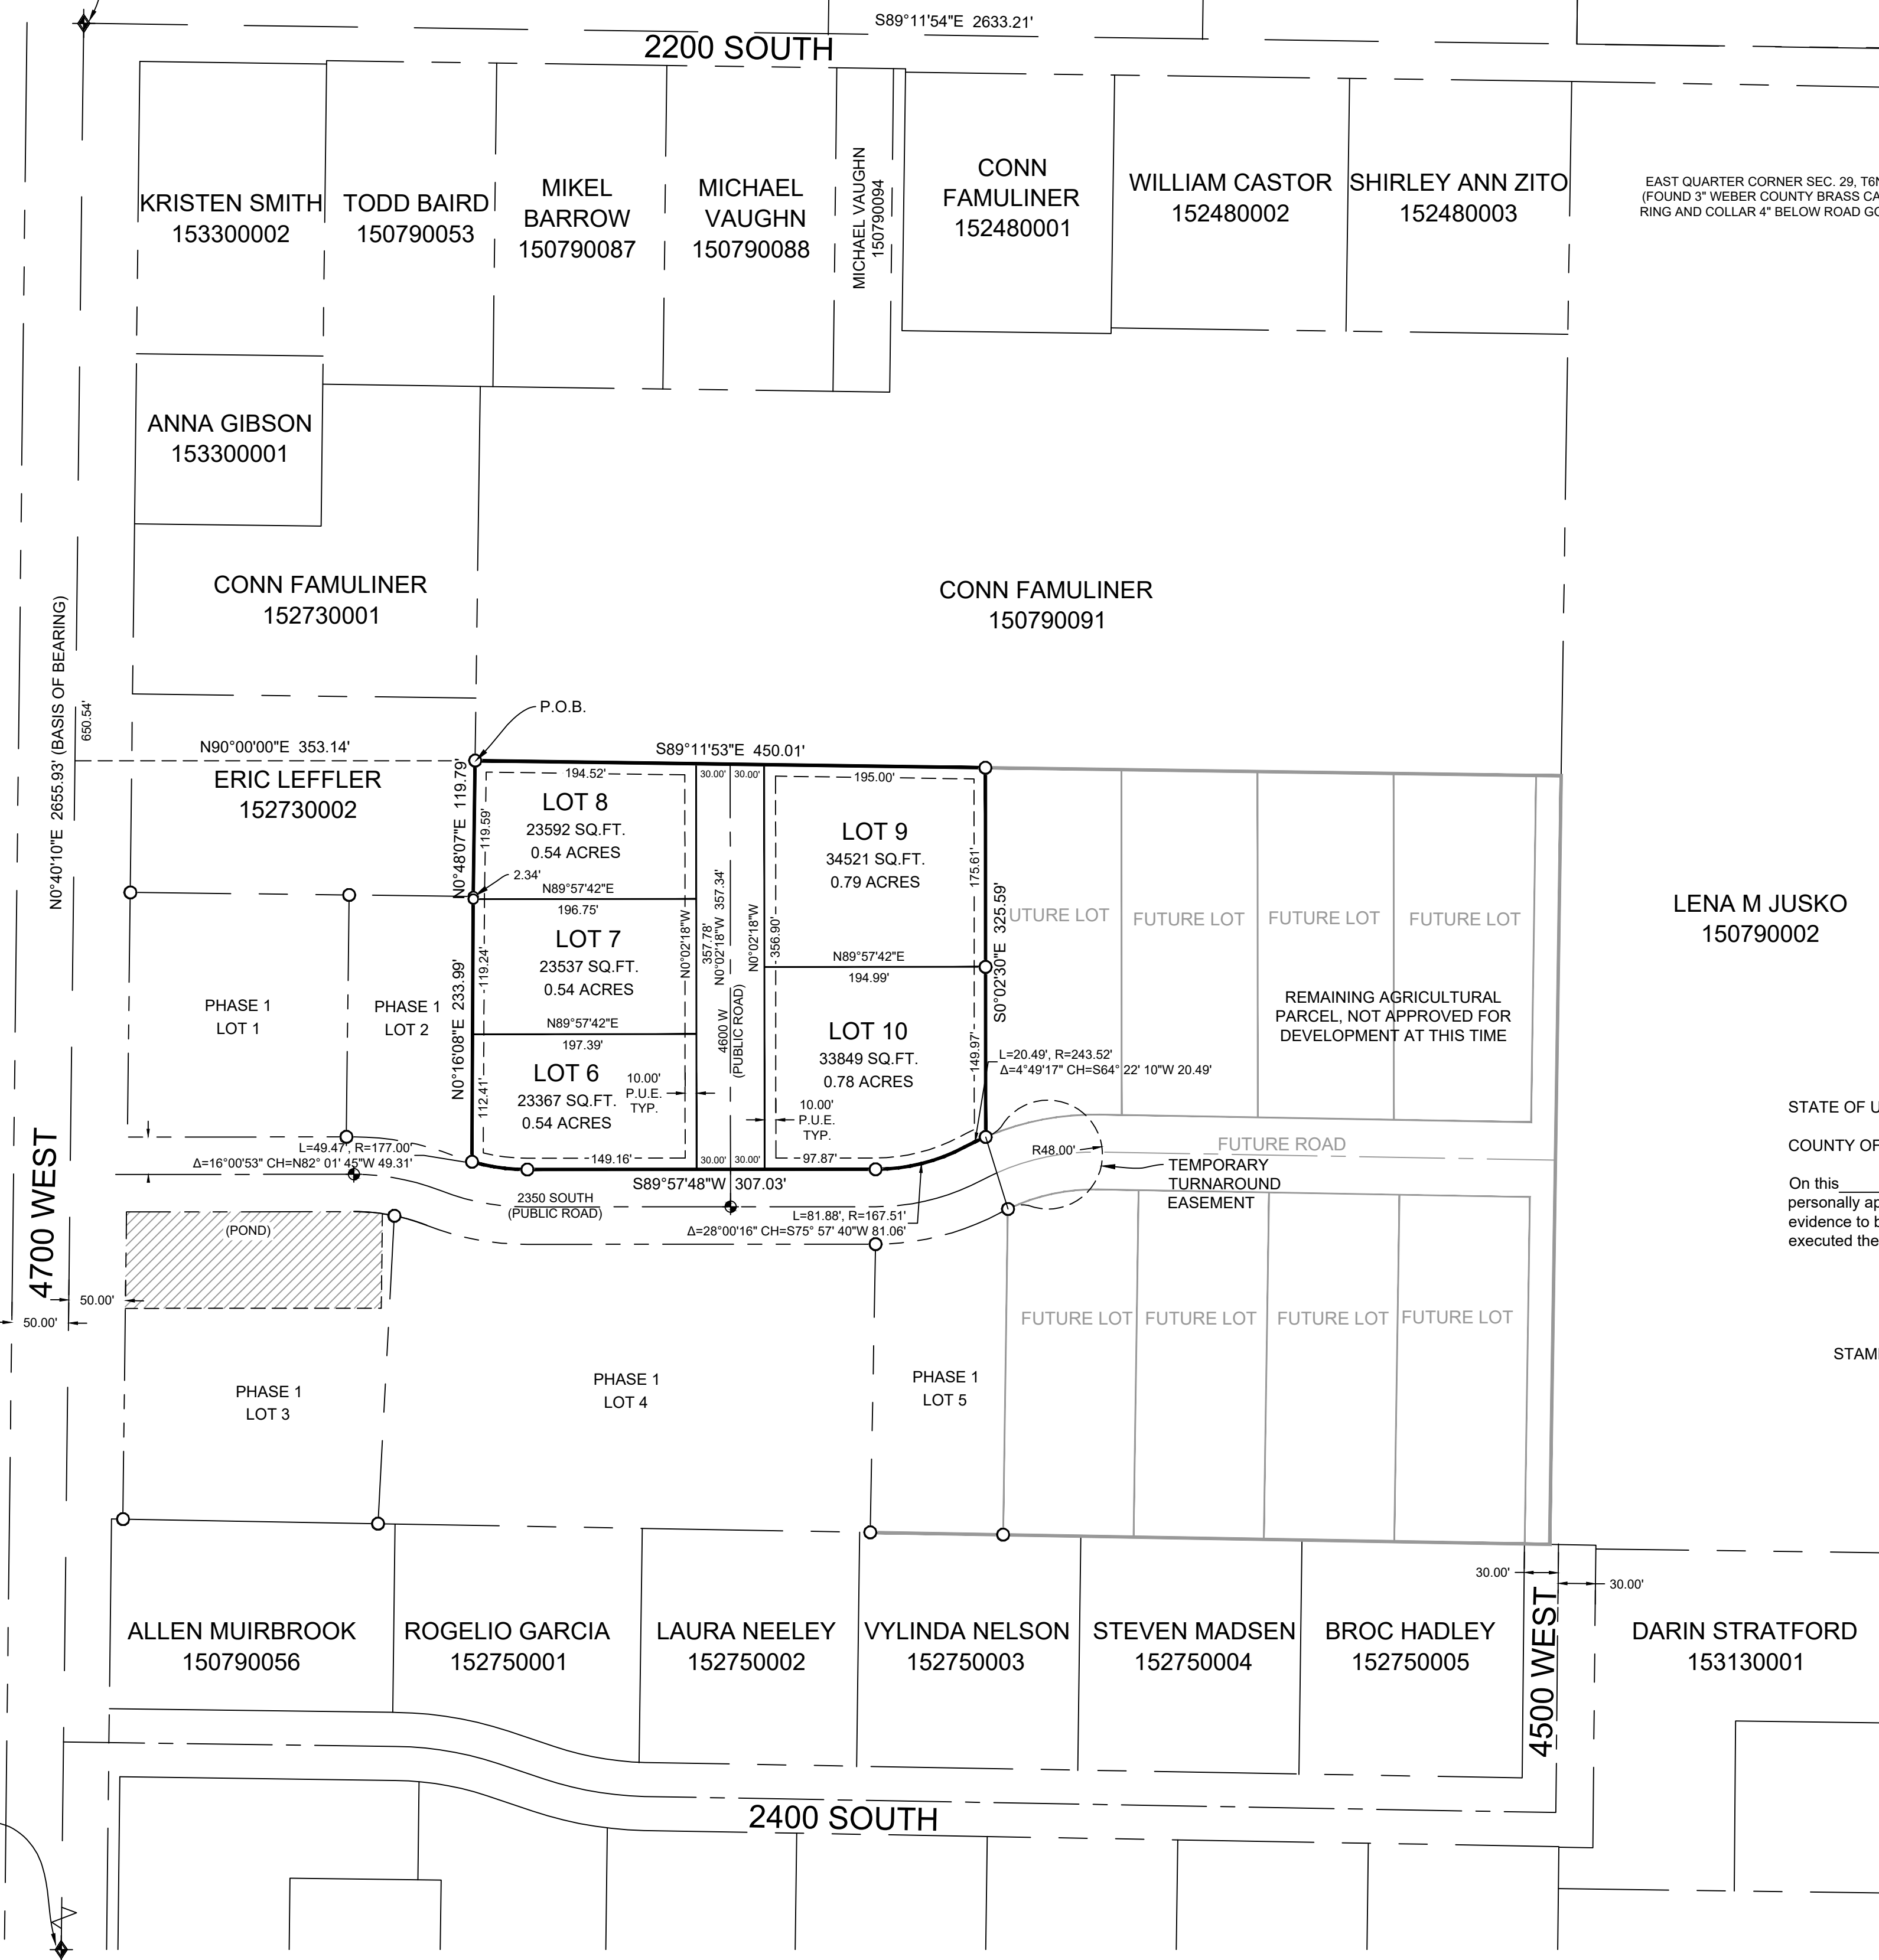 S89°11'54"E 2633.21'
2200 SOUTH
KRISTEN SMITH
153300002
TODD BAIRD
150790053
MIKEL
BARROW
150790087
MICHAEL
VAUGHN
150790088
MICHAEL VAUGHN
150790094
CONN
FAMULINER
152480001
WILLIAM CASTOR
152480002
SHIRLEY ANN ZITO
152480003
EAST QUARTER CORNER SEC. 29, T6N
(FOUND 3" WEBER COUNTY BRASS CA
RING AND COLLAR 4" BELOW ROAD GO
ANNA GIBSON
153300001
CONN FAMULINER
152730001
CONN FAMULINER
150790091
N0°40'10"E 2655.93' (BASIS OF BEARING)
650.54'
P.O.B.
N90°00'00"E 353.14'
ERIC LEFFLER
152730002
S89°11'53"E 450.01'
N0°48'07"E 119.79'
194.52'
30.00'
30.00'
195.00'
LOT 8
23592 SQ.FT.
0.54 ACRES
119.59'
2.34'
N89°57'42"E
196.75'
LOT 9
34521 SQ.FT.
0.79 ACRES
175.61'
N89°57'42"E
194.99'
LOT 7
23537 SQ.FT.
0.54 ACRES
119.24'
N89°57'42"E
197.39'
N0°02'18"W
357.78'
N0°02'18"W 357.34'
N0°02'18"W
356.90'
4600 W
(PUBLIC ROAD)
S0°02'30"E 325.59'
N0°16'08"E 233.99'
LOT 6
23367 SQ.FT.
0.54 ACRES
112.41'
10.00'
P.U.E.
TYP.
LOT 10
33849 SQ.FT.
0.78 ACRES
149.97'
10.00'
P.U.E.
TYP.
L=20.49', R=243.52'
Δ=4°49'17" CH=S64° 22' 10"W 20.49'
PHASE 1
LOT 1
PHASE 1
LOT 2
UTURE LOT
FUTURE LOT
FUTURE LOT
FUTURE LOT
REMAINING AGRICULTURAL
PARCEL, NOT APPROVED FOR
DEVELOPMENT AT THIS TIME
LENA M JUSKO
150790002
STATE OF U
COUNTY OF
On this
personally ap
evidence to b
executed the
STAM
L=49.47', R=177.00'
Δ=16°00'53" CH=N82° 01' 45"W 49.31'
149.16'
30.00'
30.00'
97.87'
S89°57'48"W 307.03'
2350 SOUTH
(PUBLIC ROAD)
L=81.88', R=167.51'
Δ=28°00'16" CH=S75° 57' 40"W 81.06'
R48.00'
FUTURE ROAD
TEMPORARY
TURNAROUND
EASEMENT
4700 WEST
(POND)
50.00'
50.00'
PHASE 1
LOT 3
PHASE 1
LOT 4
PHASE 1
LOT 5
FUTURE LOT
FUTURE LOT
FUTURE LOT
FUTURE LOT
30.00'
30.00'
ALLEN MUIRBROOK
150790056
ROGELIO GARCIA
152750001
LAURA NEELEY
152750002
VYLINDA NELSON
152750003
STEVEN MADSEN
152750004
BROC HADLEY
152750005
4500 WEST
DARIN STRATFORD
153130001
2400 SOUTH